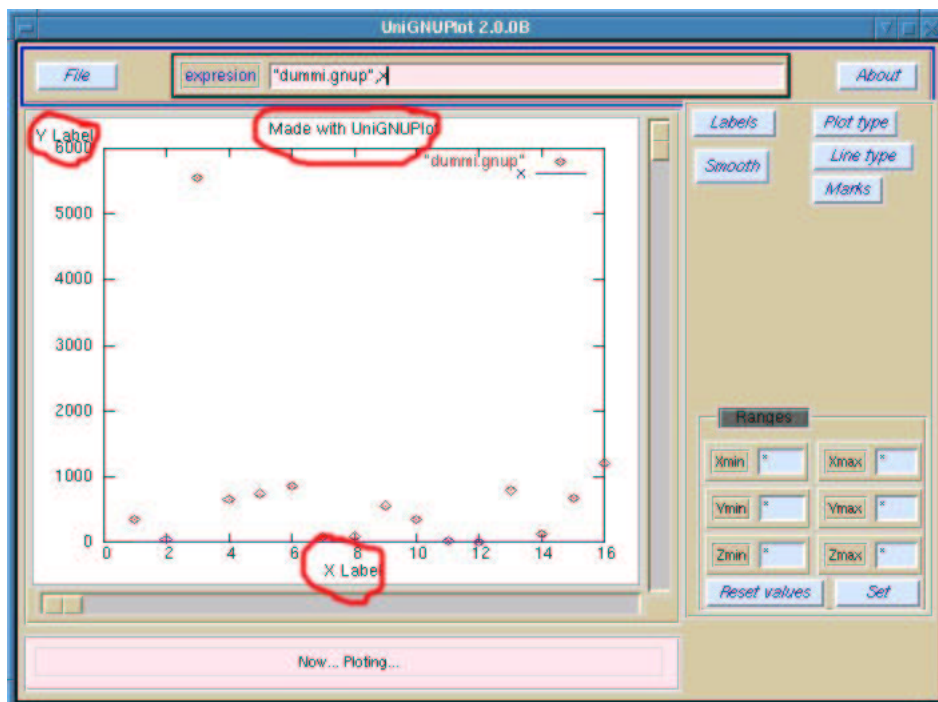 UniGNUPlot 2.0.0B
File
expresion "dummi.gnup",x
About
Y Label
Made with UniGNUPlot
"dummi.gnup"
x
6000
5000
4000
3000
2000
1000
0
0 2 4 6 8 10 12 14 16
X Label
Labels
Plot type
Smooth
Line type
Marks
Ranges
Xmin * Xmax *
Ymin * Ymax *
Zmin * Zmax *
Reset values Set
Now... Ploting...